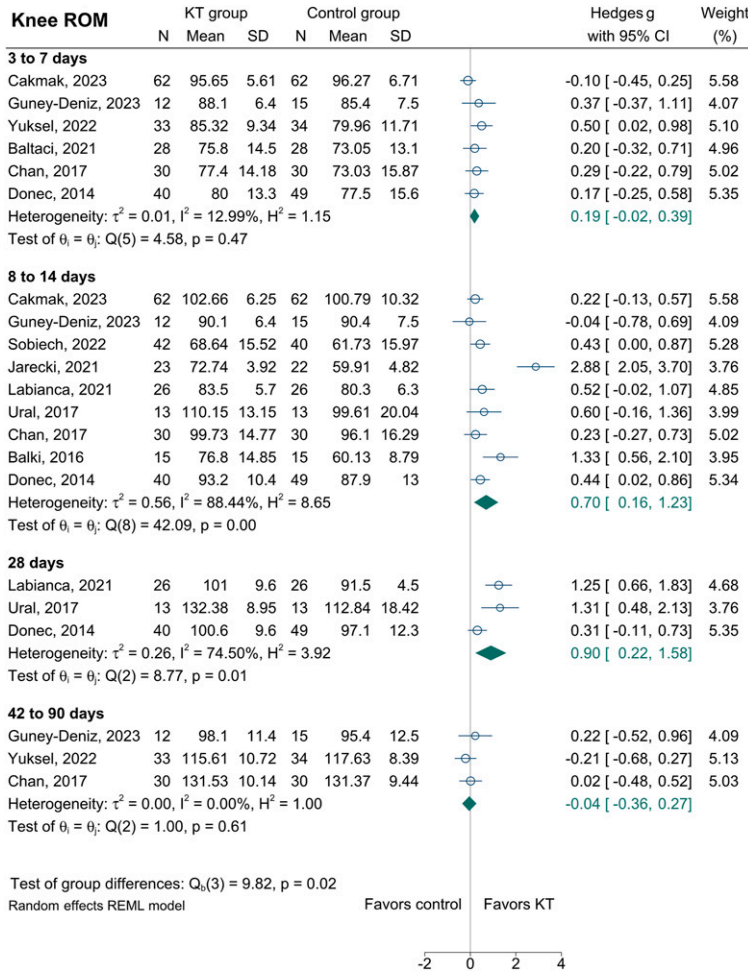 Knee ROM KT group Control group Hedges g Weight
N Mean SD N Mean SD with 95% CI (%)
3 to 7 days
Cakmak, 2023 62 95.65 5.61 62 96.27 6.71 -0.10 [ -0.45, 0.25] 5.58
Guney-Deniz, 2023 12 88.1 6.4 15 85.4 7.5 0.37 [ -0.37, 1.11] 4.07
Yuksel, 2022 33 85.32 9.34 34 79.96 11.71 0.50 [ 0.02, 0.98] 5.10
Baltaci, 2021 28 75.8 14.5 28 73.05 13.1 0.20 [ -0.32, 0.71] 4.96
Chan, 2017 30 77.4 14.18 30 73.03 15.87 0.29 [ -0.22, 0.79] 5.02
Donec, 2014 40 80 13.3 49 77.5 15.6 0.17 [ -0.25, 0.58] 5.35
Heterogeneity: τ² = 0.01, I² = 12.99%, H² = 1.15 0.19 [ -0.02, 0.39]
Test of θᵢ = θⱼ: Q(5) = 4.58, p = 0.47
8 to 14 days
Cakmak, 2023 62 102.66 6.25 62 100.79 10.32 0.22 [ -0.13, 0.57] 5.58
Guney-Deniz, 2023 12 90.1 6.4 15 90.4 7.5 -0.04 [ -0.78, 0.69] 4.09
Sobiech, 2022 42 68.64 15.52 40 61.73 15.97 0.43 [ 0.00, 0.87] 5.28
Jarecki, 2021 23 72.74 3.92 22 59.91 4.82 2.88 [ 2.05, 3.70] 3.76
Labianca, 2021 26 83.5 5.7 26 80.3 6.3 0.52 [ -0.02, 1.07] 4.85
Ural, 2017 13 110.15 13.15 13 99.61 20.04 0.60 [ -0.16, 1.36] 3.99
Chan, 2017 30 99.73 14.77 30 96.1 16.29 0.23 [ -0.27, 0.73] 5.02
Balki, 2016 15 76.8 14.85 15 60.13 8.79 1.33 [ 0.56, 2.10] 3.95
Donec, 2014 40 93.2 10.4 49 87.9 13 0.44 [ 0.02, 0.86] 5.34
Heterogeneity: τ² = 0.56, I² = 88.44%, H² = 8.65 0.70 [ 0.16, 1.23]
Test of θᵢ = θⱼ: Q(8) = 42.09, p = 0.00
28 days
Labianca, 2021 26 101 9.6 26 91.5 4.5 1.25 [ 0.66, 1.83] 4.68
Ural, 2017 13 132.38 8.95 13 112.84 18.42 1.31 [ 0.48, 2.13] 3.76
Donec, 2014 40 100.6 9.6 49 97.1 12.3 0.31 [ -0.11, 0.73] 5.35
Heterogeneity: τ² = 0.26, I² = 74.50%, H² = 3.92 0.90 [ 0.22, 1.58]
Test of θᵢ = θⱼ: Q(2) = 8.77, p = 0.01
42 to 90 days
Guney-Deniz, 2023 12 98.1 11.4 15 95.4 12.5 0.22 [ -0.52, 0.96] 4.09
Yuksel, 2022 33 115.61 10.72 34 117.63 8.39 -0.21 [ -0.68, 0.27] 5.13
Chan, 2017 30 131.53 10.14 30 131.37 9.44 0.02 [ -0.48, 0.52] 5.03
Heterogeneity: τ² = 0.00, I² = 0.00%, H² = 1.00 -0.04 [ -0.36, 0.27]
Test of θᵢ = θⱼ: Q(2) = 1.00, p = 0.61
Test of group differences: Q_b(3) = 9.82, p = 0.02
Random effects REML model Favors control Favors KT
-2 0 2 4